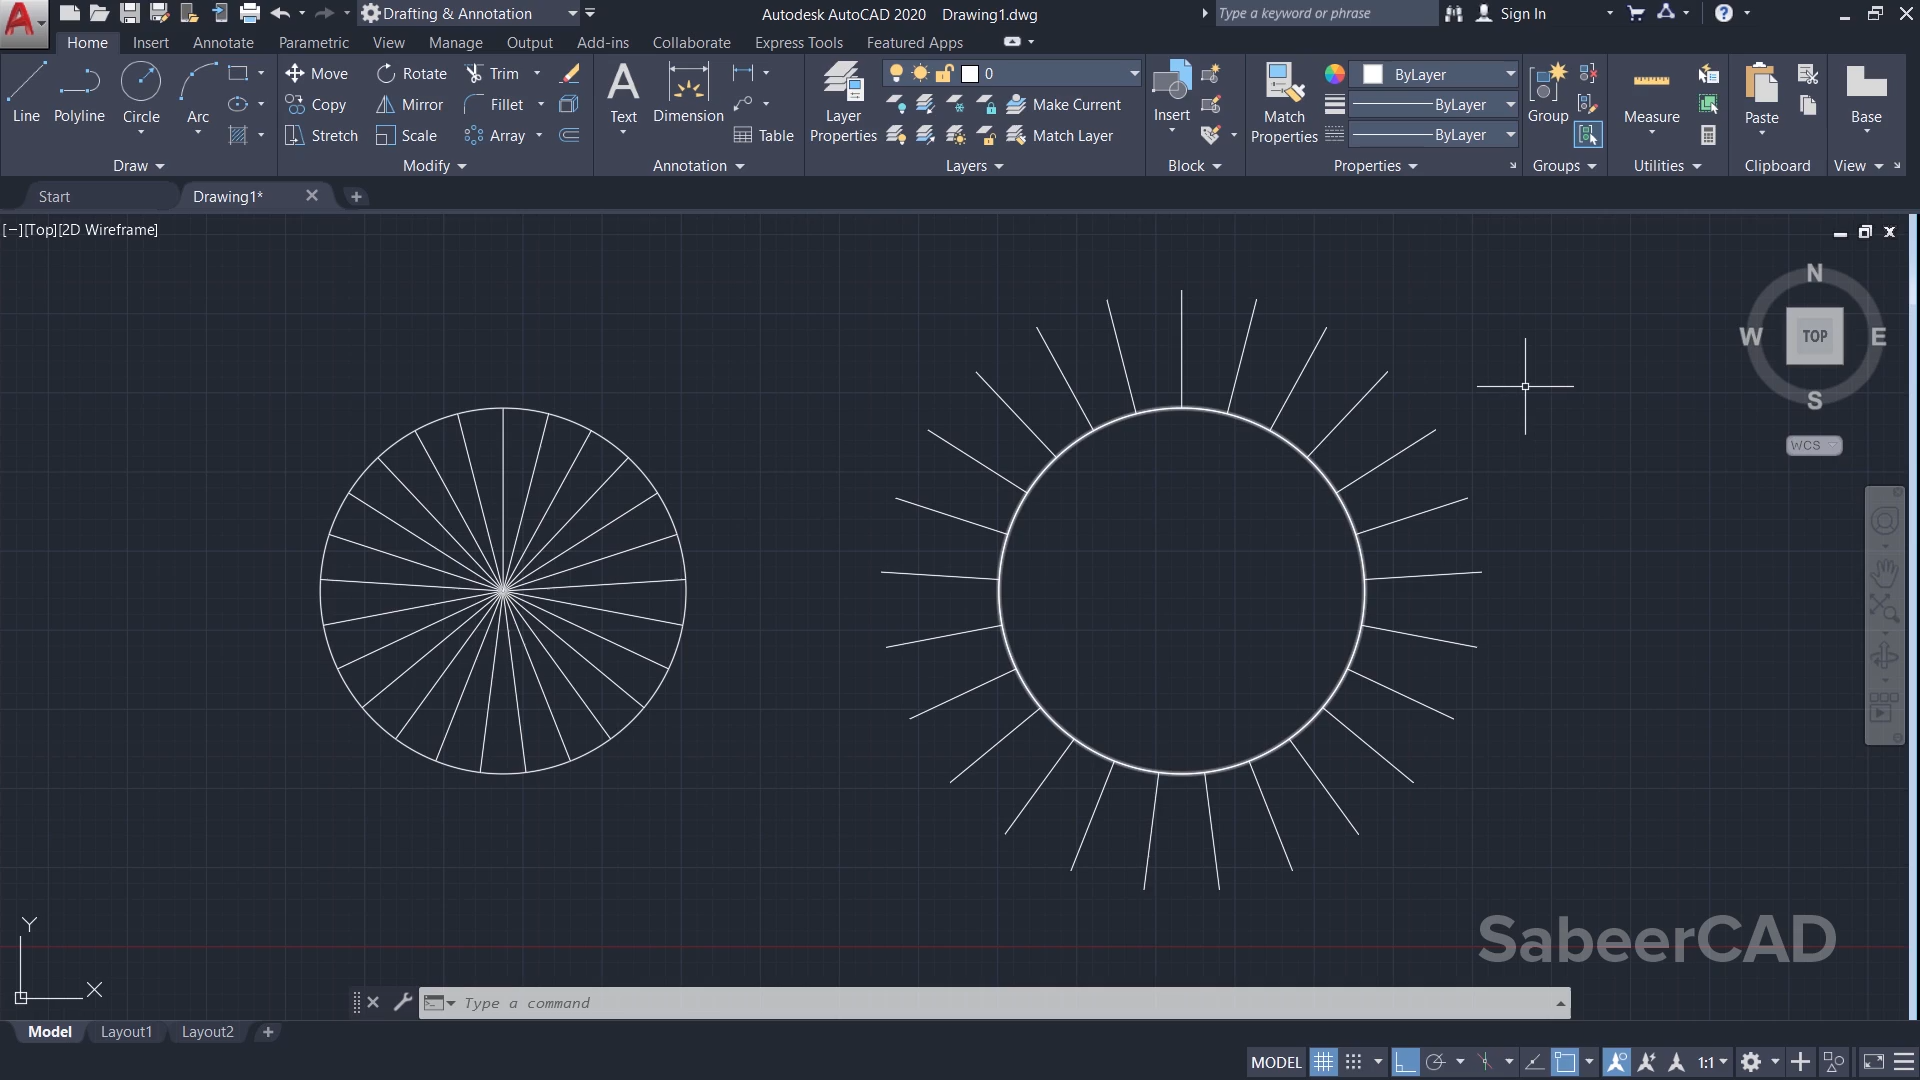 Drafting & Annotation
Autodesk AutoCAD 2020 Drawing1.dwg
Type a keyword or phrase
Sign In
Home Insert Annotate Parametric View Manage Output Add-ins Collaborate Express Tools Featured Apps
Line Polyline Circle Arc
Move Rotate Trim
Copy Mirror Fillet
Stretch Scale Array
Text Dimension Table
Layer Properties
0
Make Current
Match Layer
Insert
Match Properties
ByLayer
ByLayer
ByLayer
Group
Measure
Paste
Base
Draw Modify Annotation Layers Block Properties Groups Utilities Clipboard View
Start Drawing1*
[−][Top][2D Wireframe]
N
W TOP E
S
WCS
SabeerCAD
Y
X
Type a command
Model Layout1 Layout2
MODEL 1:1